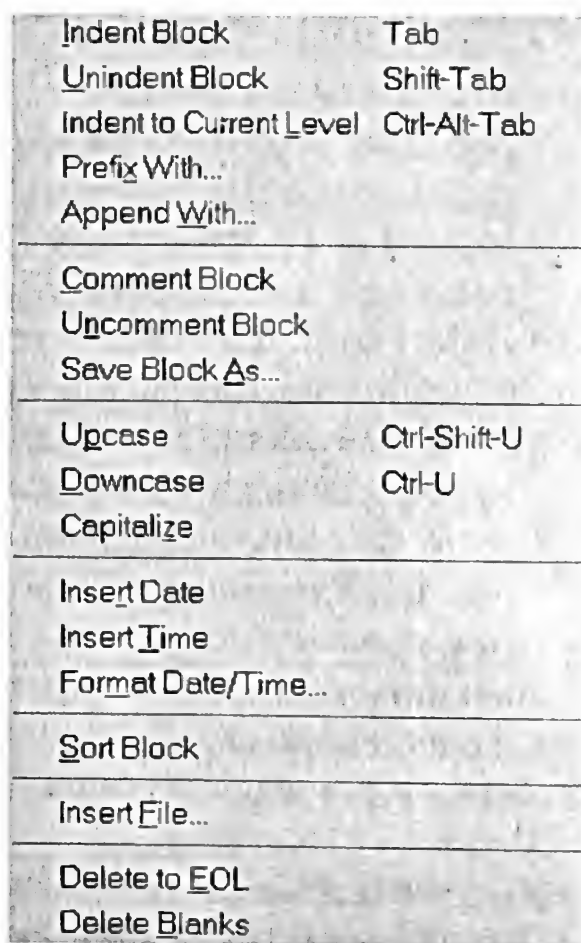 Indent Block Tab
Unindent Block Shift-Tab
Indent to Current Level Ctrl-Alt-Tab
Prefix With...
Append With...
Comment Block
Uncomment Block
Save Block As...
Upcase Ctrl-Shift-U
Downcase Ctrl-U
Capitalize
Insert Date
Insert Time
Format Date/Time...
Sort Block
Insert File...
Delete to EOL
Delete Blanks